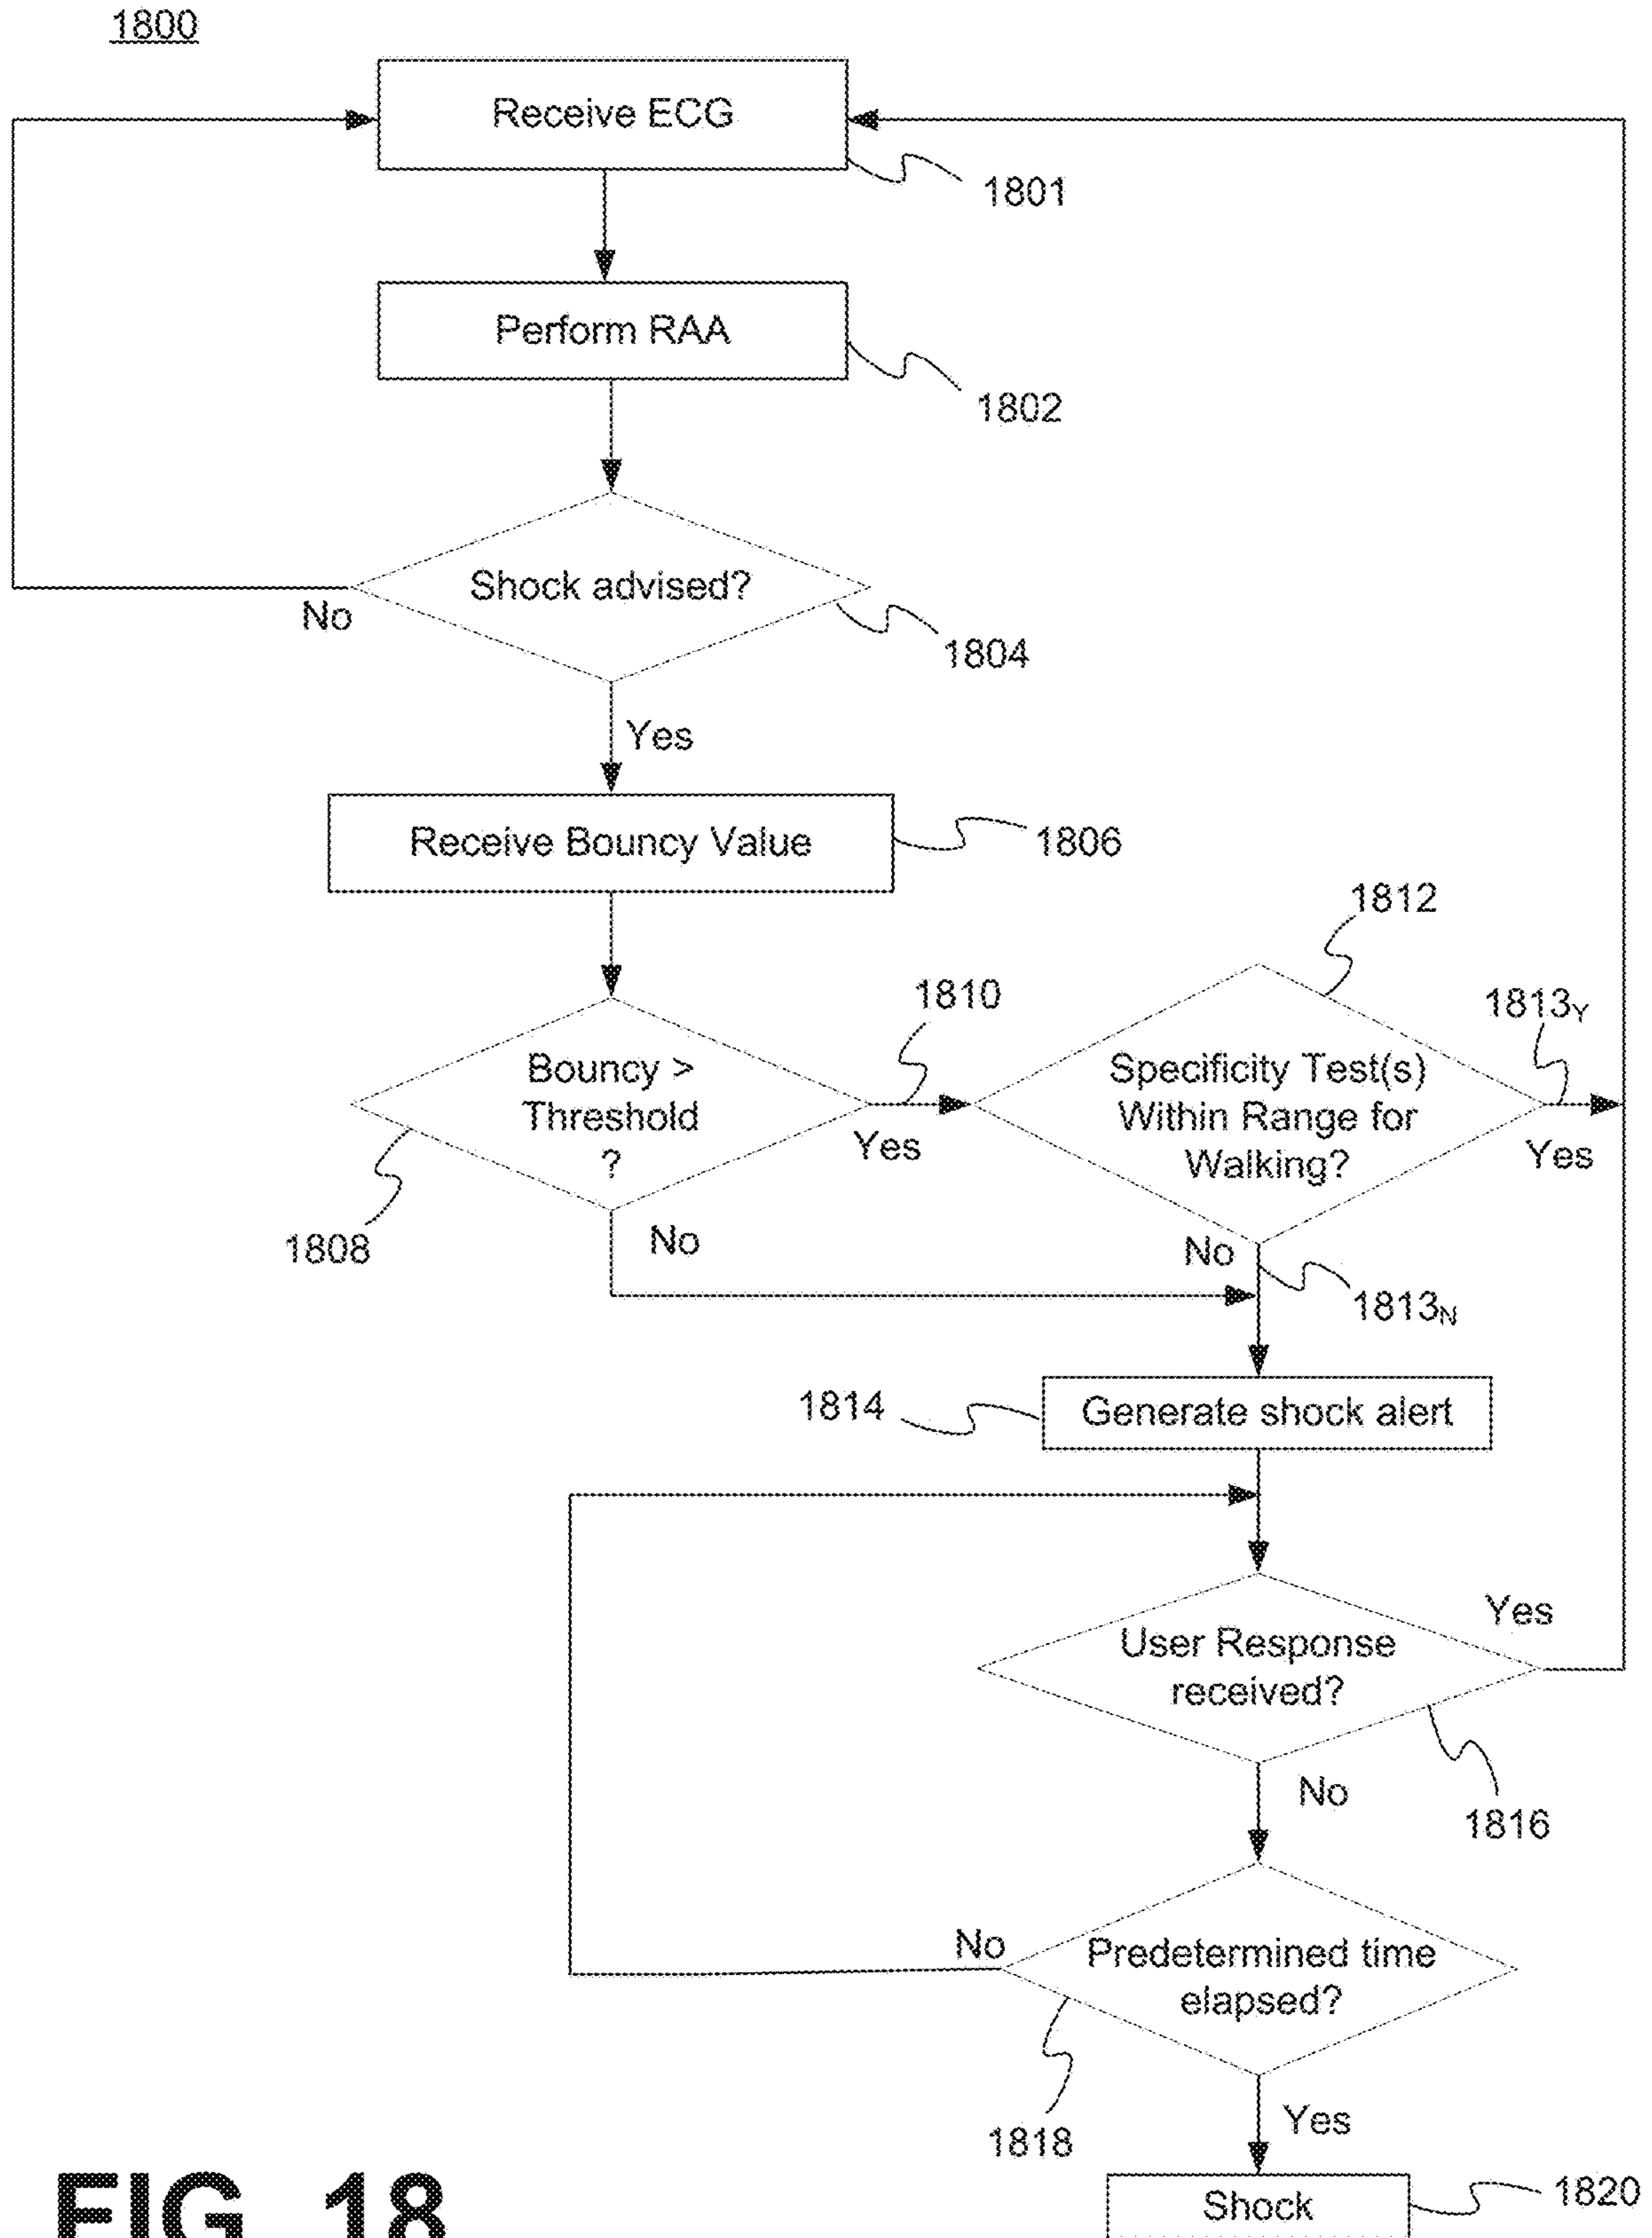 1800
Receive ECG
1801
Perform RAA
1802
Shock advised?
No
1804
Yes
Receive Bouncy Value
1806
1812
1810
1813Y
Bouncy >
Threshold
?
Specificity Test(s)
Within Range for
Walking?
Yes
Yes
1808
No
No
1813N
1814
Generate shock alert
Yes
User Response
received?
No
1816
No
Predetermined time
elapsed?
1818
Yes
Shock
1820
FIG. 18